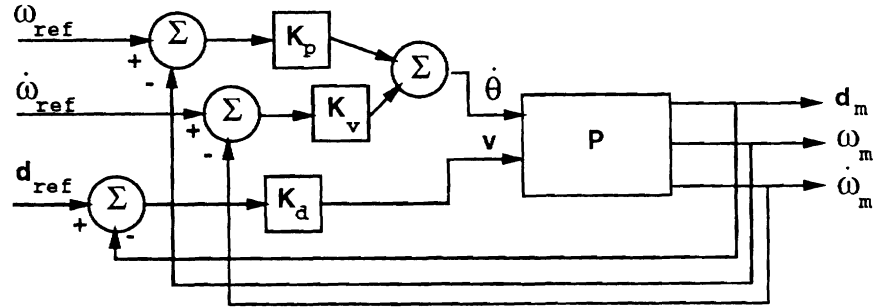 ω_ref
Σ
+
-
K_p
Σ
ω̇_ref
Σ
+
-
K_v
θ̇
v
P
d_m
ω_m
ω̇_m
d_ref
Σ
+
-
K_d